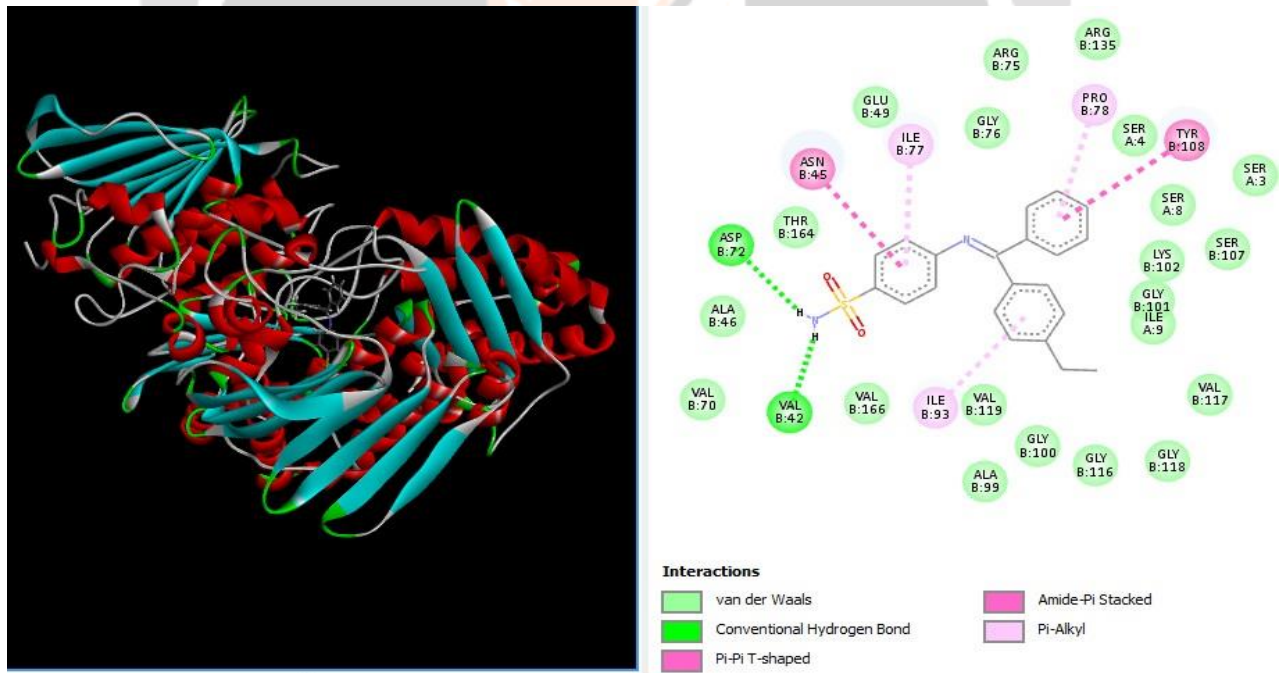 ARG
B:135
ARG
B:75
PRO
B:78
GLU
B:49
GLY
B:76
SER
A:4
TYR
B:108
ILE
B:77
ASN
B:45
SER
A:3
SER
A:8
THR
B:164
ASP
B:72
N
LYS
B:102
SER
B:107
O
S
GLY
B:101
ILE
A:9
H
N
H
O
ALA
B:46
VAL
B:70
VAL
B:42
VAL
B:166
ILE
B:93
VAL
B:119
VAL
B:117
GLY
B:100
GLY
B:116
GLY
B:118
ALA
B:99
Interactions
van der Waals
Conventional Hydrogen Bond
Pi-Pi T-shaped
Amide-Pi Stacked
Pi-Alkyl